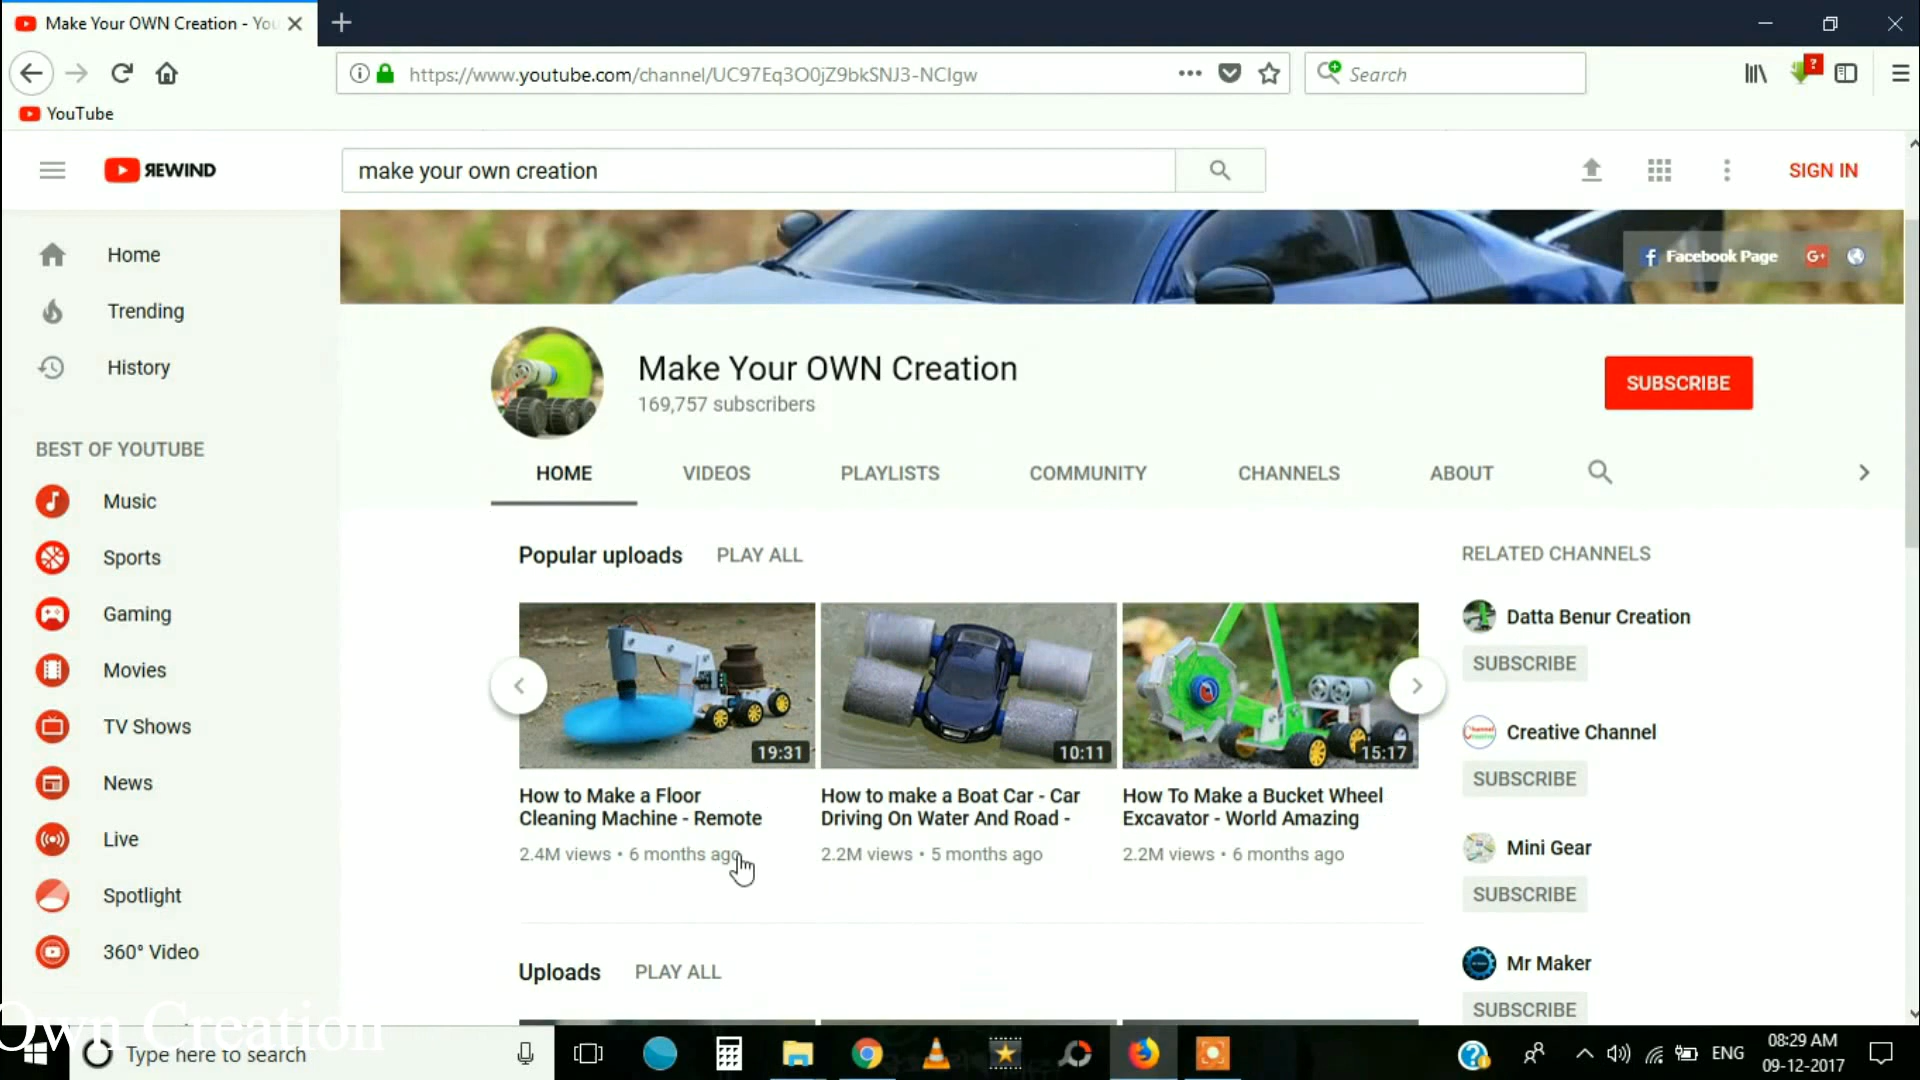 Make Your OWN Creation - You
https://www.youtube.com/channel/UC97Eq3O0jZ9bkSNJ3-NCIgw
Search
YouTube
REWIND
make your own creation
SIGN IN
Home
Trending
History
BEST OF YOUTUBE
Music
Sports
Gaming
Movies
TV Shows
News
Live
Spotlight
360° Video
Facebook Page
G+
Make Your OWN Creation
169,757 subscribers
SUBSCRIBE
HOME VIDEOS PLAYLISTS COMMUNITY CHANNELS ABOUT
Popular uploads PLAY ALL
19:31
10:11
15:17
How to Make a Floor
Cleaning Machine - Remote
2.4M views • 6 months ago
How to make a Boat Car - Car
Driving On Water And Road -
2.2M views • 5 months ago
How To Make a Bucket Wheel
Excavator - World Amazing
2.2M views • 6 months ago
Uploads PLAY ALL
RELATED CHANNELS
Datta Benur Creation
SUBSCRIBE
Creative Channel
SUBSCRIBE
Mini Gear
SUBSCRIBE
Mr Maker
SUBSCRIBE
Own Creation
Type here to search
ENG
08:29 AM
09-12-2017